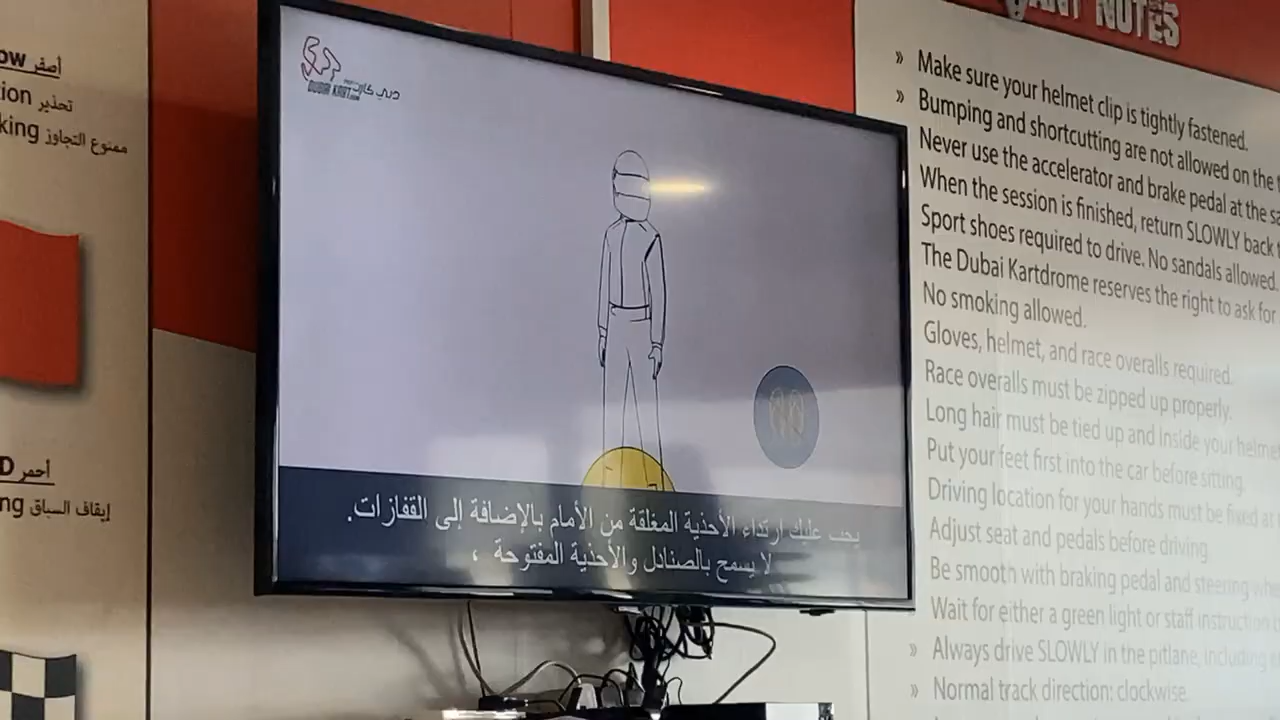 أصفر ow
تحذير ion
ممنوع التجاوز king
أحمر D
إيقاف السباق ng
دبي كارت
DUBAI KART
يجب عليك ارتداء الأحذية المغلقة من الأمام بالإضافة إلى القفازات.
لا يسمح بالصنادل والأحذية المفتوحة ،
ANT NOTES
» Make sure your helmet clip is tightly fastened.
» Bumping and shortcutting are not allowed on the t
Never use the accelerator and brake pedal at the sa
When the session is finished, return SLOWLY back t
Sport shoes required to drive. No sandals allowed.
The Dubai Kartdrome reserves the right to ask for
No smoking allowed.
Gloves, helmet, and race overalls required.
Race overalls must be zipped up properly.
Long hair must be tied up and inside your helmet
Put your feet first into the car before sitting.
Driving location for your hands must be fixed at
Adjust seat and pedals before driving.
Be smooth with braking pedal and steering whe
Wait for either a green light or staff instruction b
» Always drive SLOWLY in the pitlane, including e
» Normal track direction: clockwise.